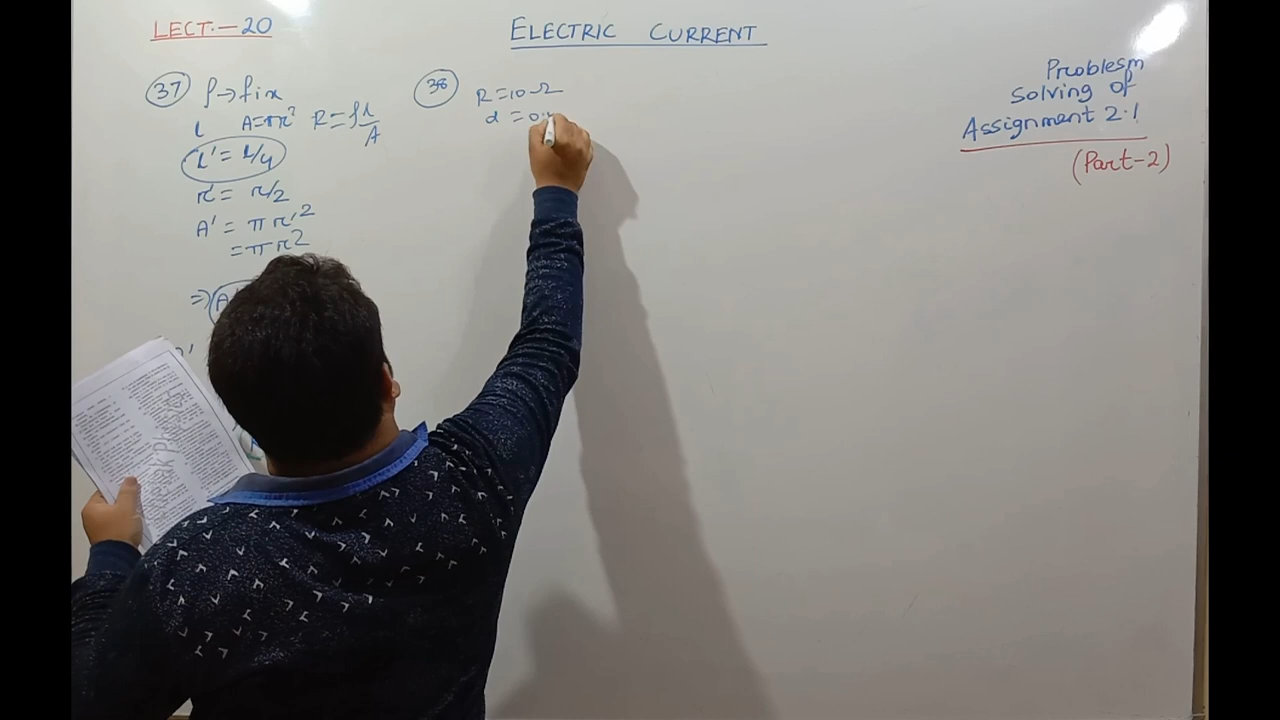 LECT.-20
ELECTRIC CURRENT
Problesm
Solving of
Assignment 2.1
(Part-2)
37 ρ→fix
l A=πr² R=ρl/A
l'=l/4
r'= r/2
A' = πr'²
=πr²
=> A
38 R=10Ω
d =0.